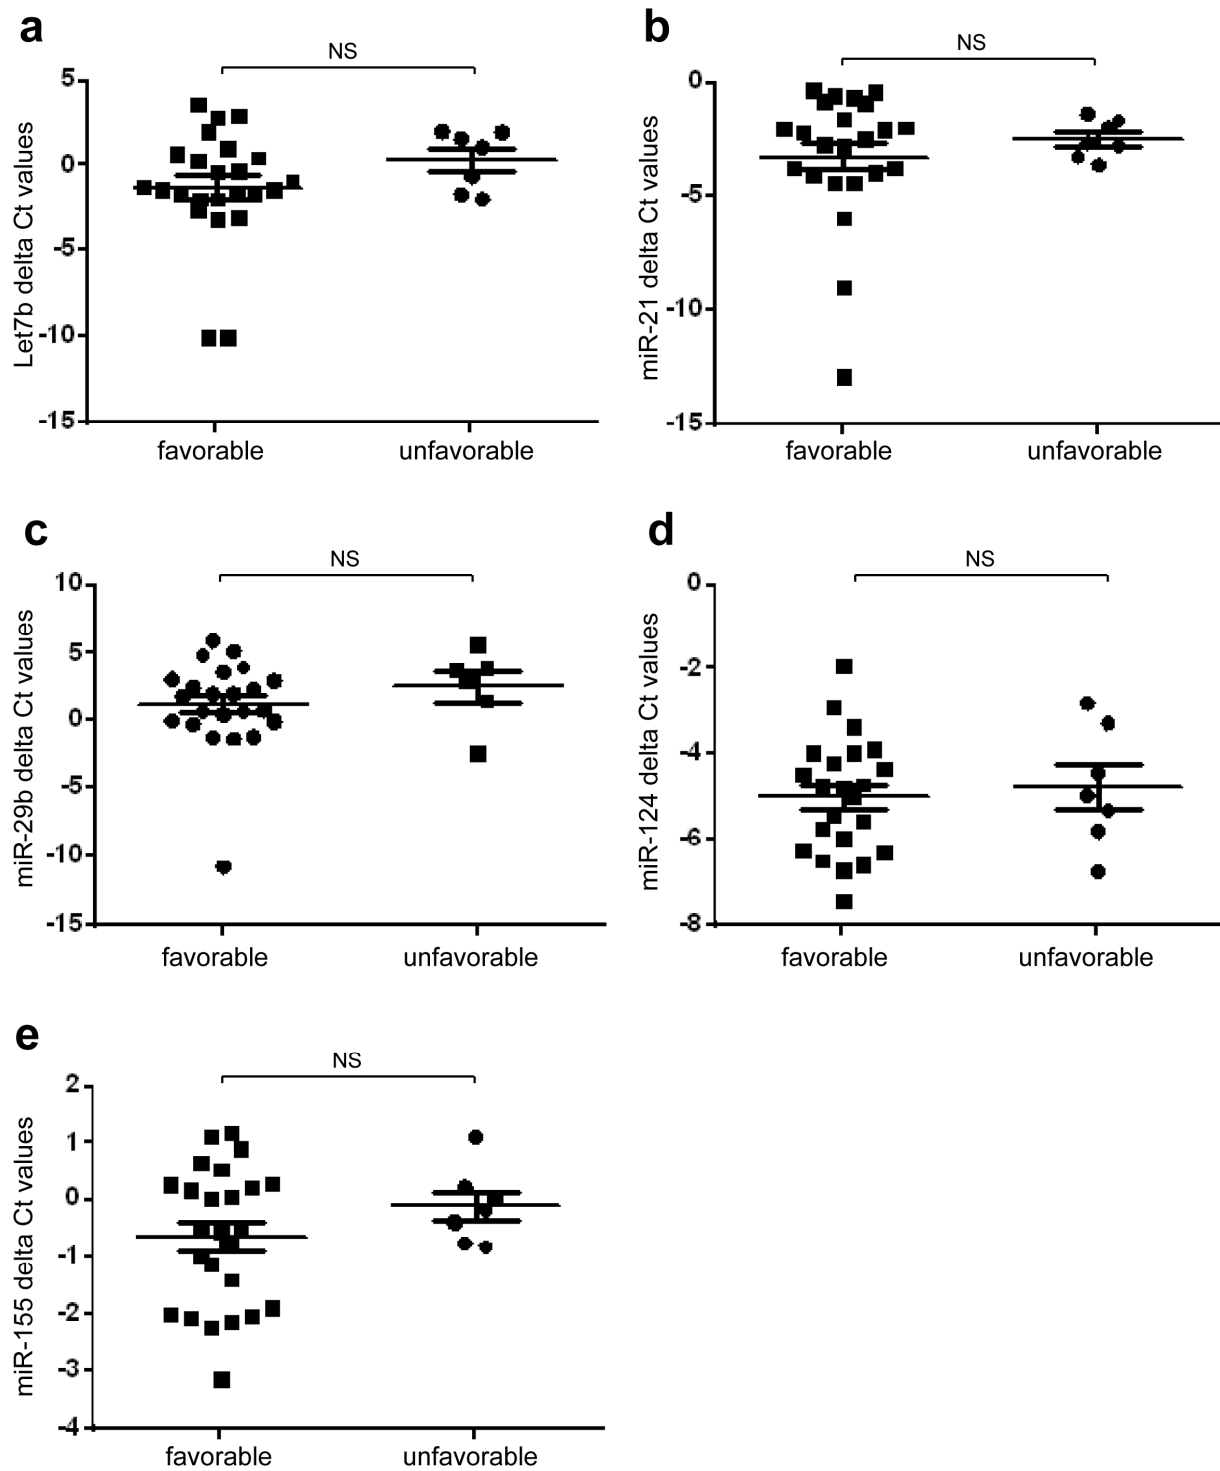 a
NS
Let7b delta Ct values
5
0
-5
-10
-15
favorable
unfavorable
b
NS
miR-21 delta Ct values
0
-5
-10
-15
favorable
unfavorable
c
NS
miR-29b delta Ct values
10
5
0
-5
-10
-15
favorable
unfavorable
d
NS
miR-124 delta Ct values
0
-2
-4
-6
-8
favorable
unfavorable
e
NS
miR-155 delta Ct values
2
1
0
-1
-2
-3
-4
favorable
unfavorable